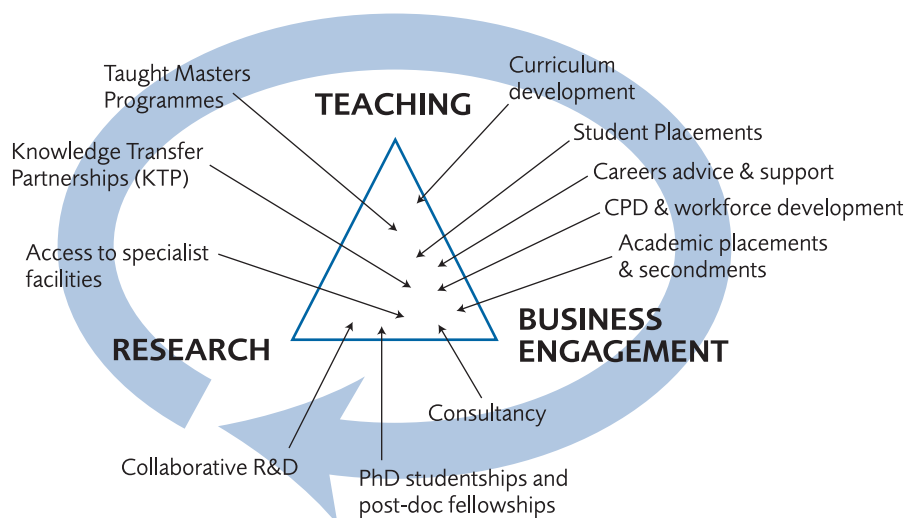 Taught Masters
Programmes
Curriculum
development
TEACHING
Student Placements
Knowledge Transfer
Partnerships (KTP)
Careers advice & support
CPD & workforce development
Access to specialist
facilities
Academic placements
& secondments
RESEARCH
BUSINESS
ENGAGEMENT
Consultancy
Collaborative R&D
PhD studentships and
post-doc fellowships